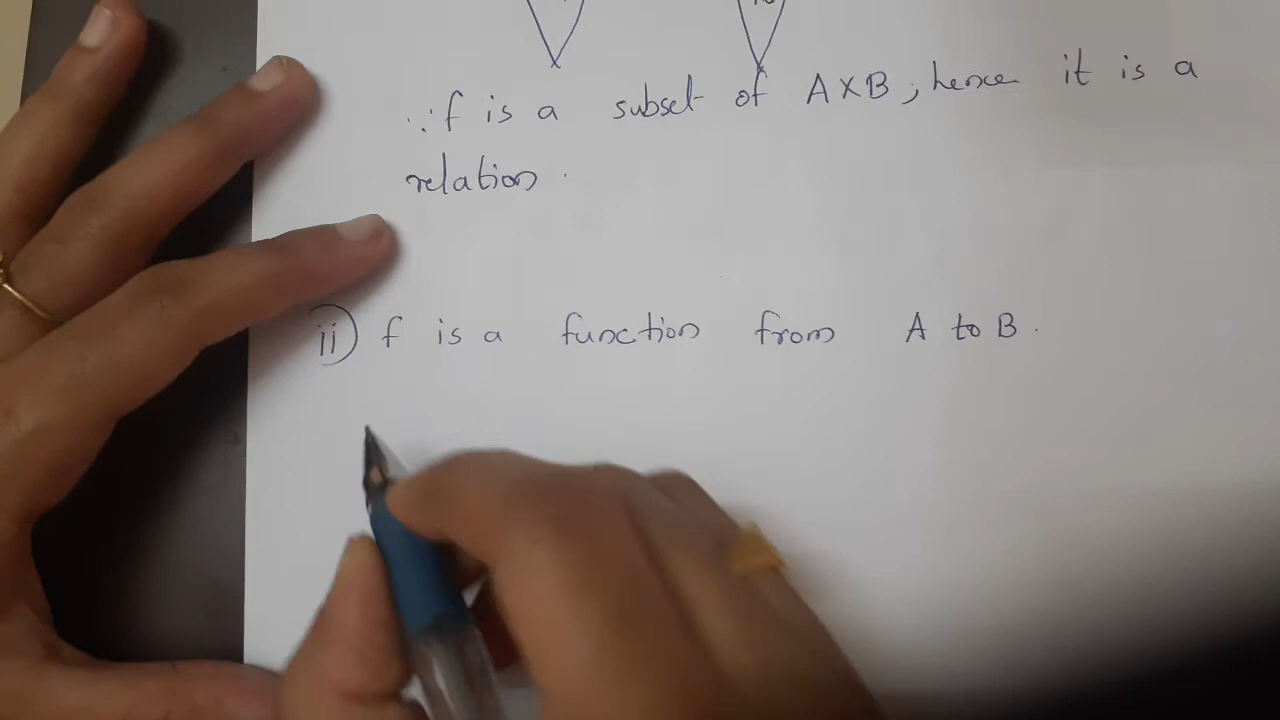 ∵ f is a subset of A×B ; hence it is a
relation .
ii) f is a function from A to B .